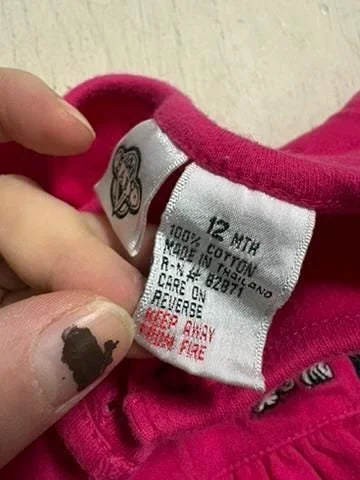 12 MTH
100% COTTON
MADE IN THAILAND
R-N# 82871
CARE ON
REVERSE
KEEP AWAY
FROM FIRE